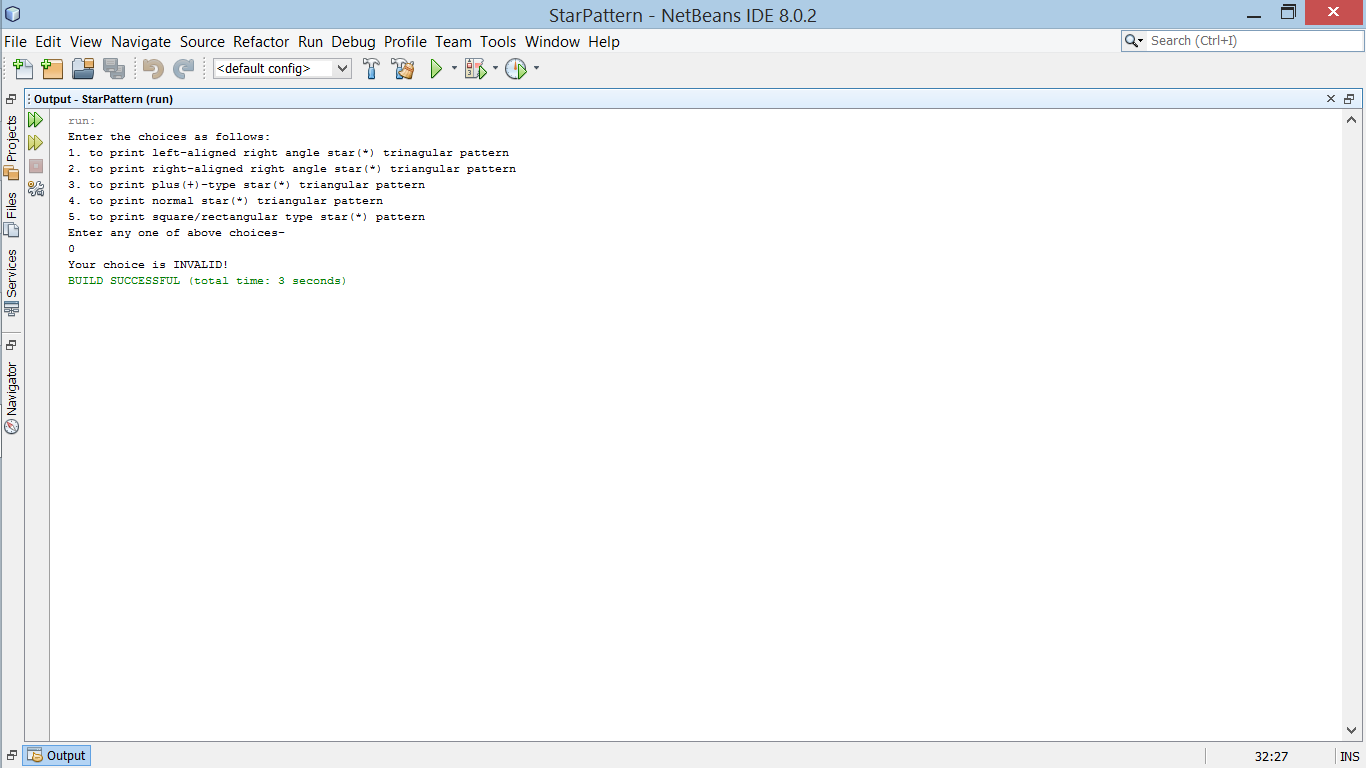 StarPattern - NetBeans IDE 8.0.2
File Edit View Navigate Source Refactor Run Debug Profile Team Tools Window Help
Search (Ctrl+I)
<default config>
Output - StarPattern (run)
Projects
Files
Services
Navigator
run:
Enter the choices as follows:
1. to print left-aligned right angle star(*) trinagular pattern
2. to print right-aligned right angle star(*) triangular pattern
3. to print plus(+)-type star(*) triangular pattern
4. to print normal star(*) triangular pattern
5. to print square/rectangular type star(*) pattern
Enter any one of above choices-
0
Your choice is INVALID!
BUILD SUCCESSFUL (total time: 3 seconds)
Output
32:27
INS